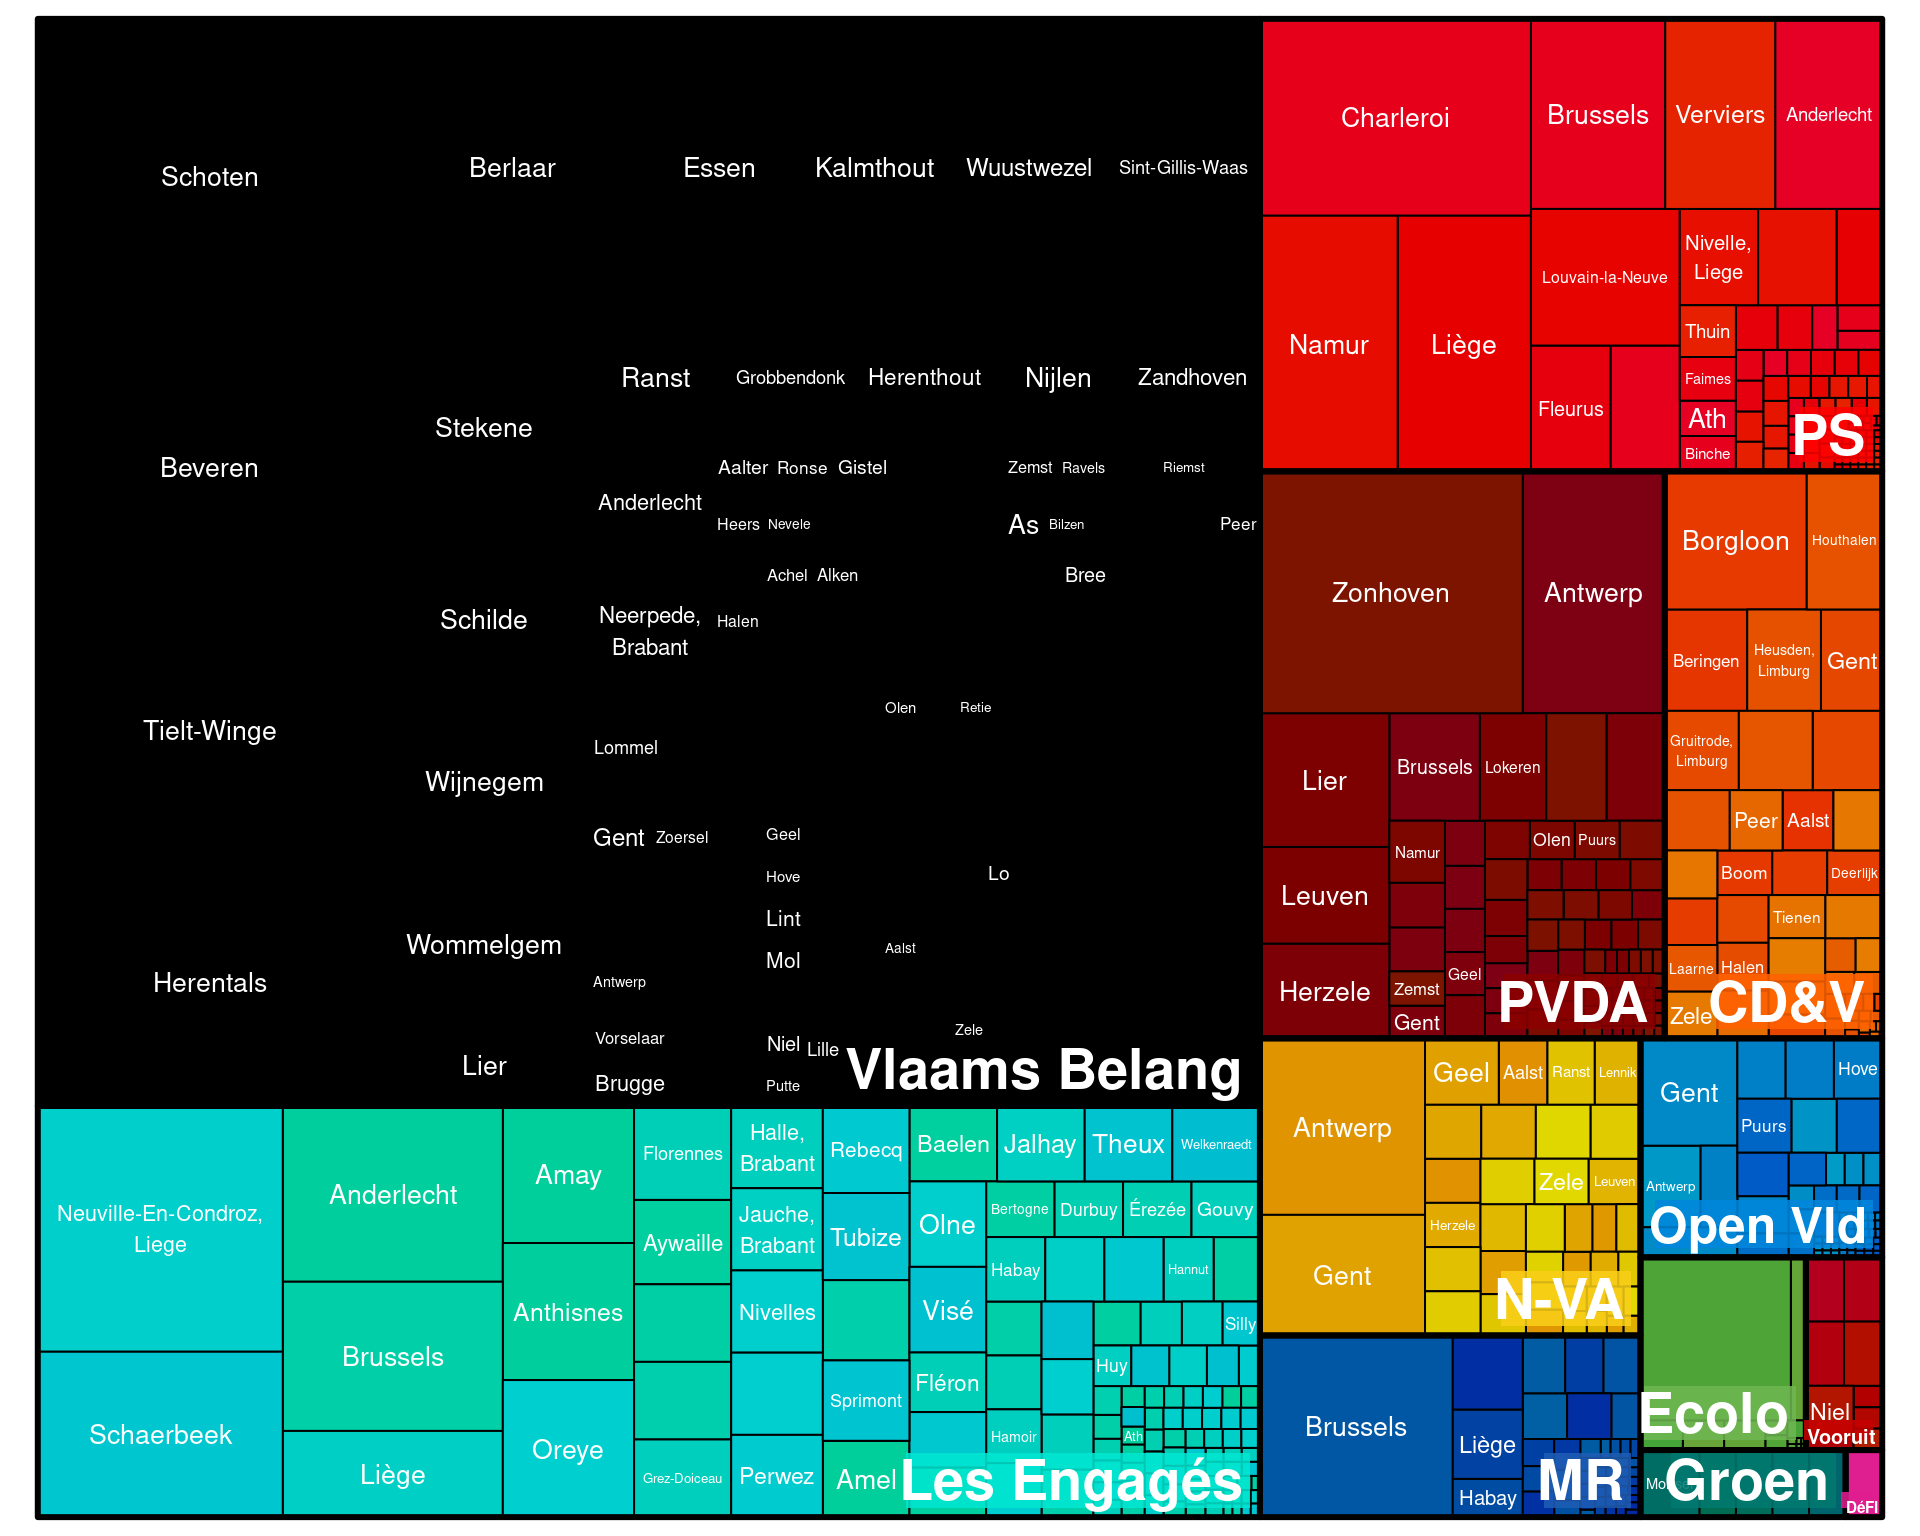 Schoten
Berlaar
Essen
Kalmthout
Wuustwezel
Sint-Gillis-Waas
Ranst
Grobbendonk
Herenthout
Nijlen
Zandhoven
Stekene
Beveren
Aalter
Ronse
Gistel
Zemst
Ravels
Riemst
Anderlecht
Heers
Nevele
As
Bilzen
Peer
Achel
Alken
Bree
Schilde
Neerpede,
Brabant
Halen
Tielt-Winge
Olen
Retie
Lommel
Wijnegem
Gent
Zoersel
Geel
Hove
Lo
Lint
Wommelgem
Aalst
Mol
Herentals
Antwerp
Zele
Vorselaar
Niel
Lille
Lier
Brugge
Putte
Vlaams Belang
Neuville-En-Condroz,
Liege
Schaerbeek
Anderlecht
Brussels
Liège
Amay
Anthisnes
Oreye
Florennes
Aywaille
Grez-Doiceau
Halle,
Brabant
Jauche,
Brabant
Nivelles
Perwez
Rebecq
Tubize
Sprimont
Amel
Baelen
Jalhay
Theux
Welkenraedt
Olne
Visé
Fléron
Bertogne
Durbuy
Érezée
Gouvy
Habay
Hannut
Silly
Huy
Hamoir
Ath
Les Engagés
Charleroi
Brussels
Verviers
Anderlecht
Namur
Liège
Louvain-la-Neuve
Nivelle,
Liege
Fleurus
Thuin
Faimes
Ath
Binche
PS
Zonhoven
Antwerp
Lier
Leuven
Herzele
Brussels
Lokeren
Namur
Olen
Puurs
Geel
Zemst
Gent
PVDA
Borgloon
Houthalen
Beringen
Heusden,
Limburg
Gent
Gruitrode,
Limburg
Peer
Aalst
Boom
Deerlijk
Tienen
Laarne
Halen
Zele
CD&V
Antwerp
Gent
Geel
Aalst
Ranst
Lennik
Zele
Leuven
Herzele
N-VA
Gent
Hove
Puurs
Antwerp
Open Vld
Brussels
Liège
Habay
MR
Ecolo
Niel
Vooruit
Groen
DéFI